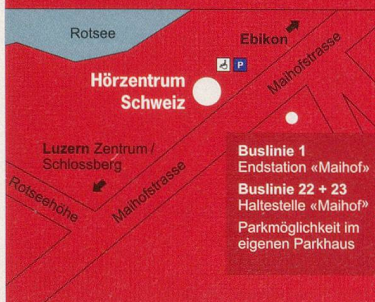 Rotsee
Ebikon
Maihofstrasse
P
Hörzentrum
Schweiz
Luzern Zentrum /
Schlossberg
Rotseehöhe
Maihofstrasse
Buslinie 1
Endstation «Maihof»
Buslinie 22 + 23
Haltestelle «Maihof»
Parkmöglichkeit im
eigenen Parkhaus